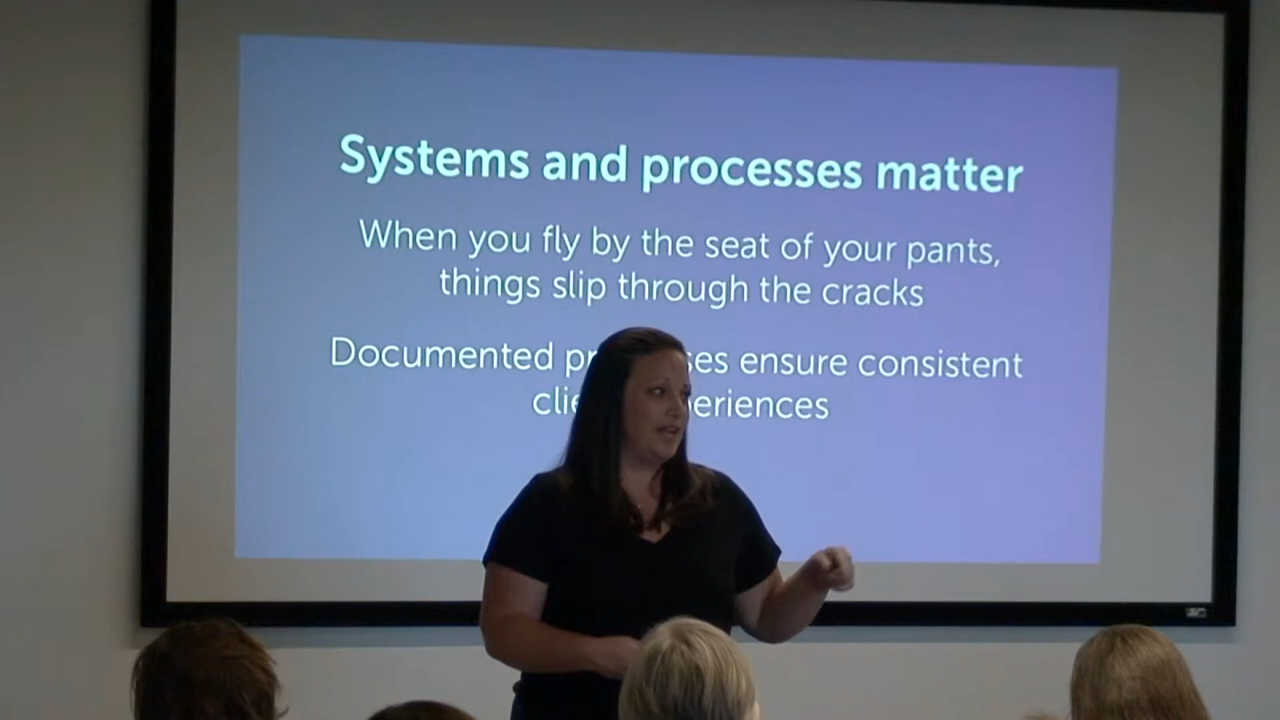 Systems and processes matter
When you fly by the seat of your pants,
things slip through the cracks
Documented ensure consistent